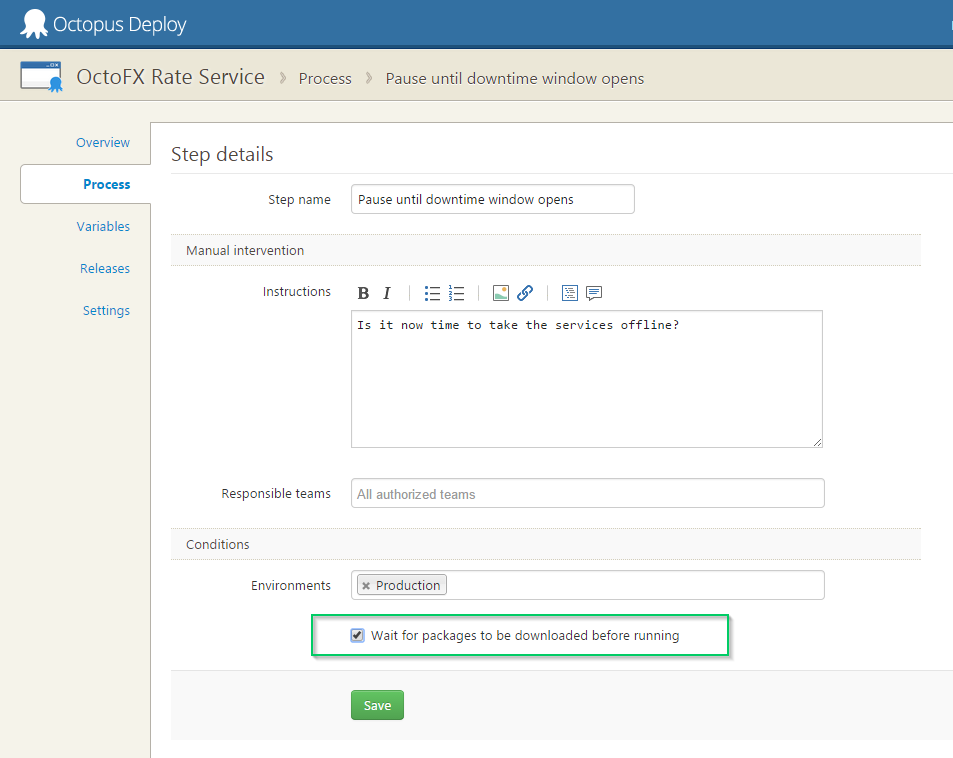 Octopus Deploy
OctoFX Rate Service » Process » Pause until downtime window opens
Overview
Process
Variables
Releases
Settings
Step details
Step name
Pause until downtime window opens
Manual intervention
Instructions
B I
Is it now time to take the services offline?
Responsible teams
All authorized teams
Conditions
Environments
× Production
Wait for packages to be downloaded before running
Save